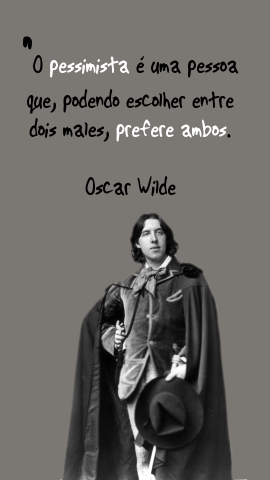 "
O pessimista é uma pessoa
que, podendo escolher entre
dois males, prefere ambos.
Oscar Wilde